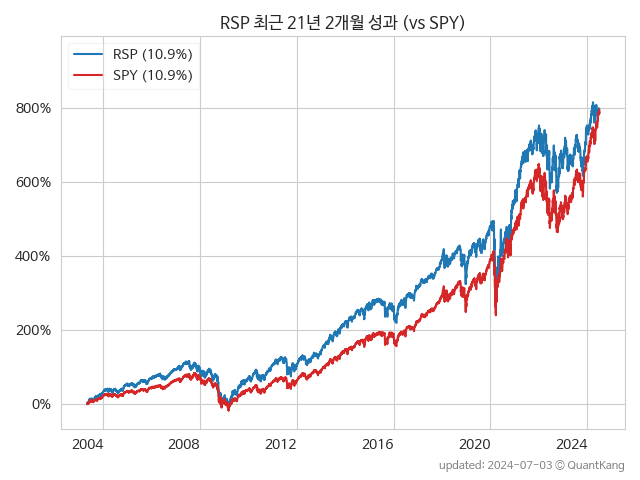 RSP 최근 21년 2개월 성과 (vs SPY)
RSP (10.9%)
SPY (10.9%)
800%
600%
400%
200%
0%
2004 2008 2012 2016 2020 2024
updated: 2024-07-03 © QuantKang